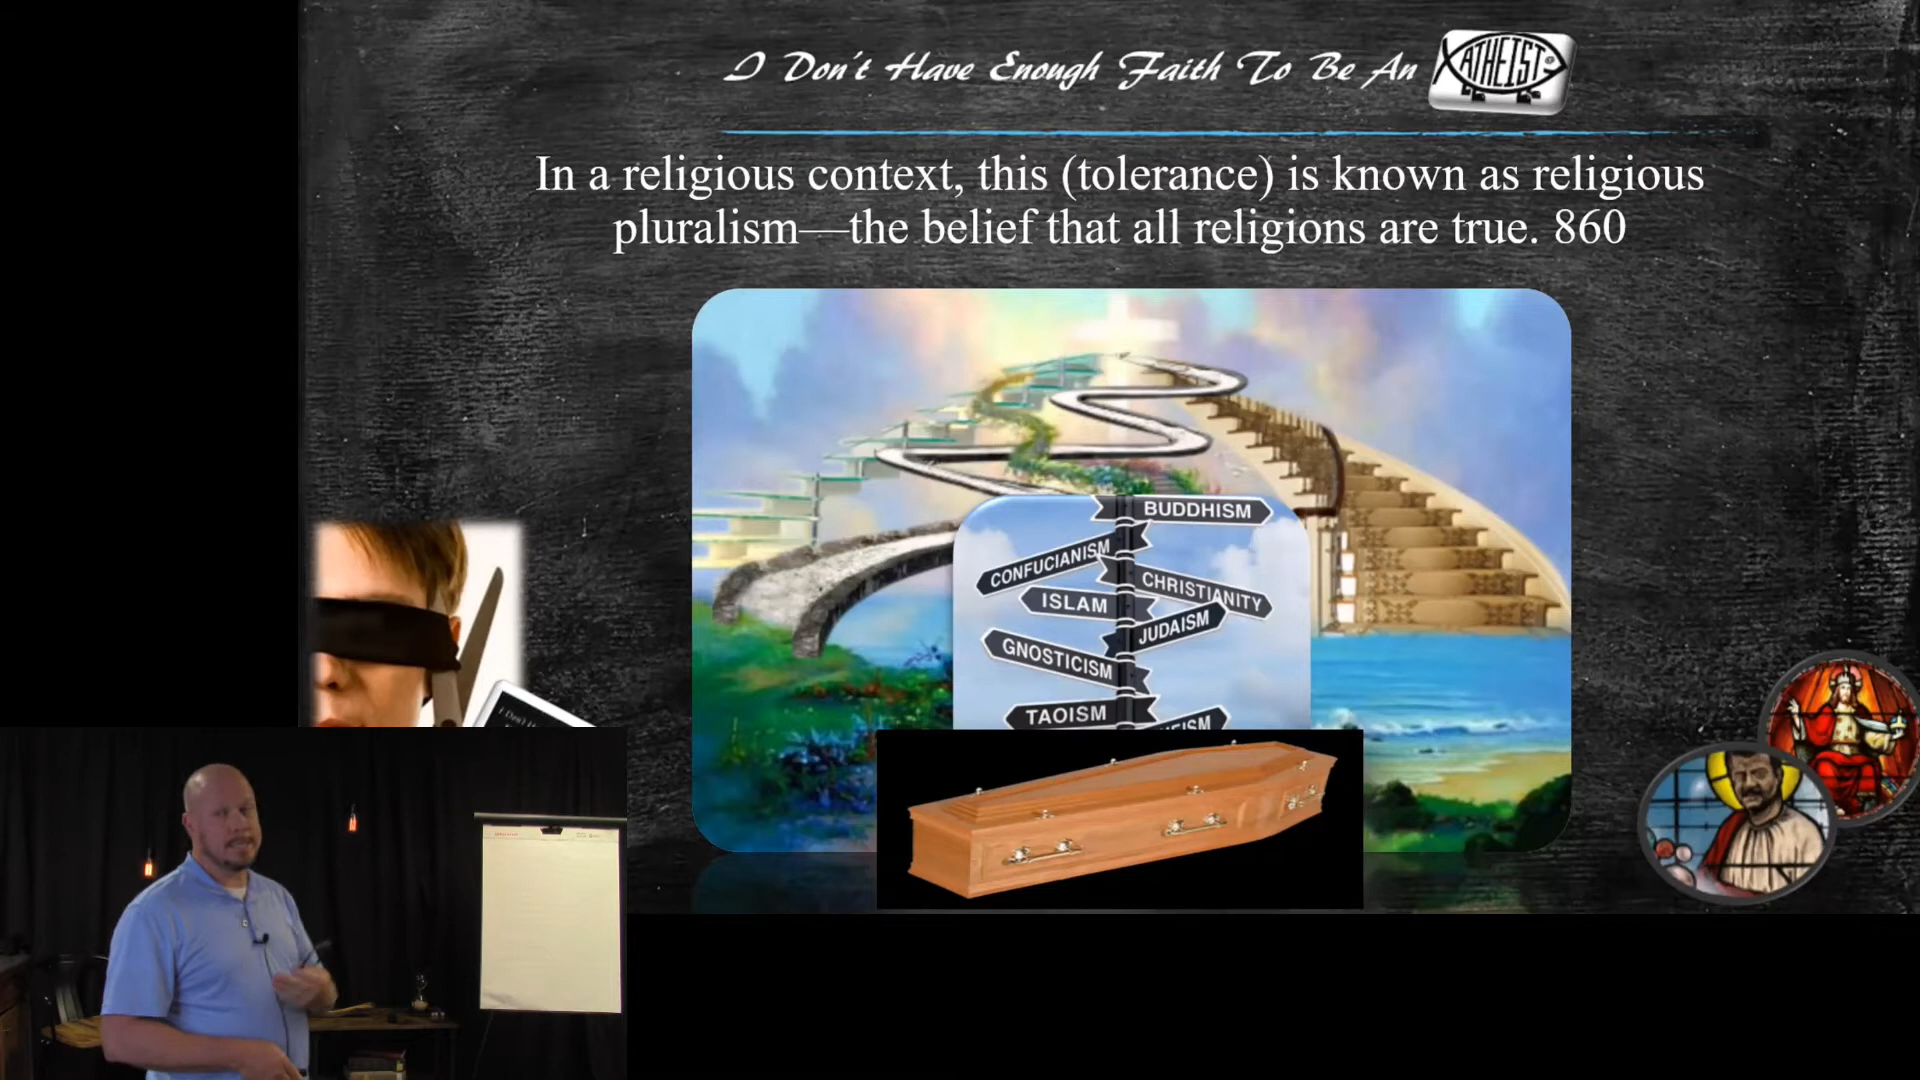 I Don't Have Enough Faith To Be An
ATHEIST
In a religious context, this (tolerance) is known as religious
pluralism—the belief that all religions are true. 860
BUDDHISM
CONFUCIANISM
CHRISTIANITY
ISLAM
JUDAISM
GNOSTICISM
TAOISM